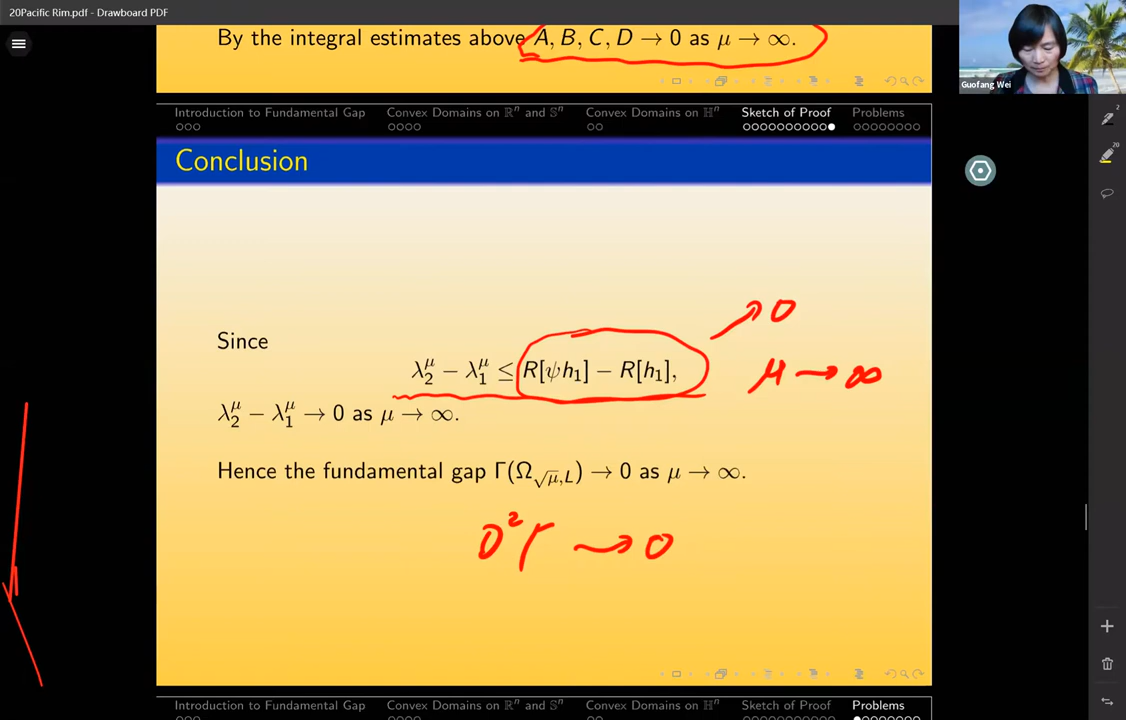 20Pacific Rim.pdf - Drawboard PDF
By the integral estimates above A, B, C, D → 0 as μ → ∞.
Guofang Wei
Introduction to Fundamental Gap Convex Domains on ℝⁿ and 𝕊ⁿ Convex Domains on ℍⁿ Sketch of Proof Problems
2
20
Conclusion
Since
λ₂^μ − λ₁^μ ≤ R[ψh₁] − R[h₁],
→ 0
μ → ∞
λ₂^μ − λ₁^μ → 0 as μ → ∞.
Hence the fundamental gap Γ(Ω_{√μ,L}) → 0 as μ → ∞.
D²Γ → 0
Introduction to Fundamental Gap Convex Domains on ℝⁿ and 𝕊ⁿ Convex Domains on ℍⁿ Sketch of Proof Problems